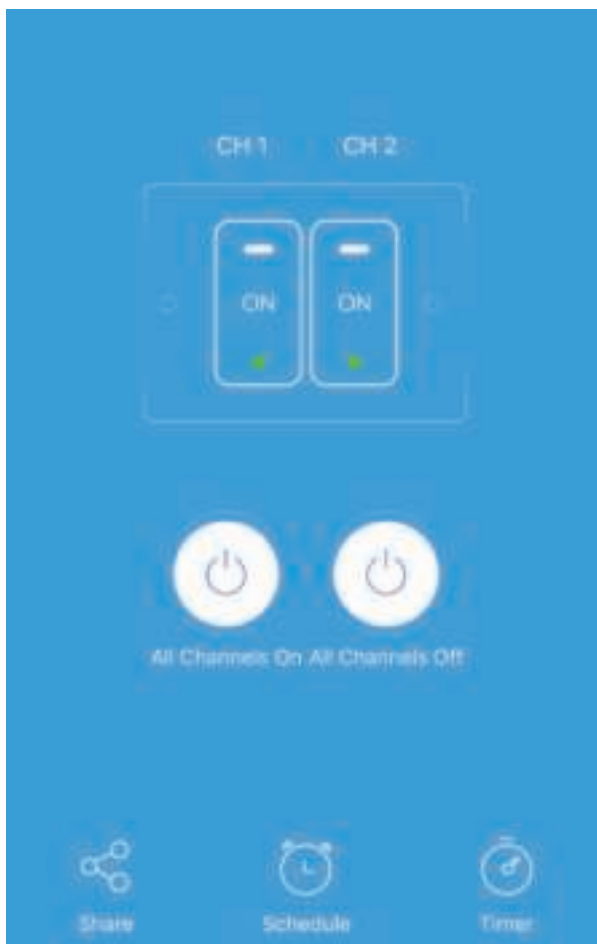 CH 1 CH 2
ON ON
All Channels On All Channels Off
Share Schedule Timer